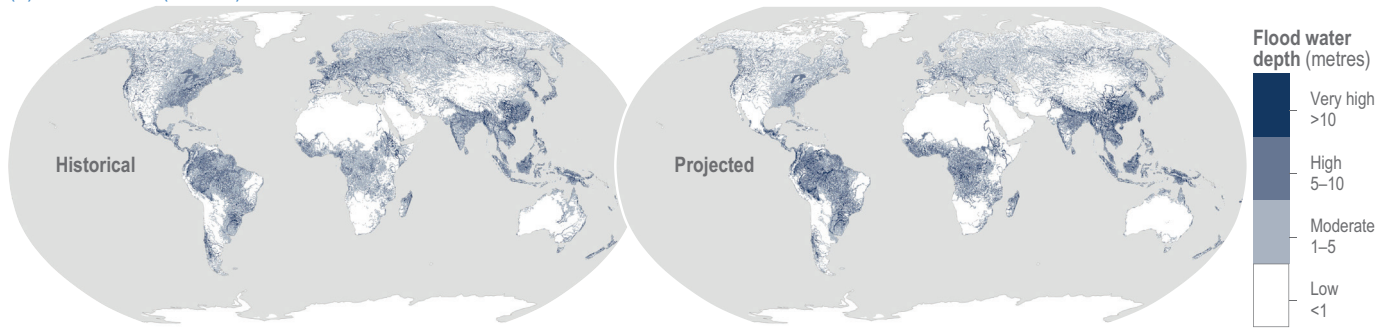 Historical
Projected
Flood water
depth (metres)
Very high
>10
High
5–10
Moderate
1–5
Low
<1